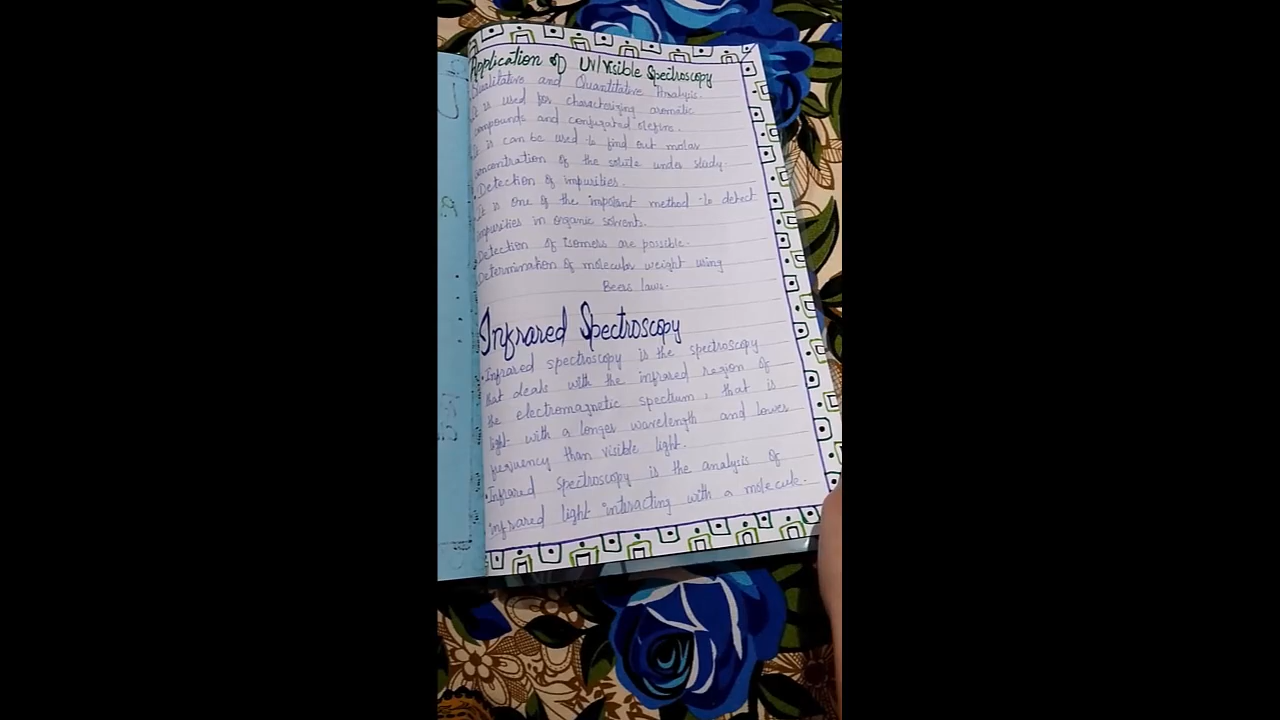 Application of UV/Visible Spectroscopy
Qualitative and Quantitative Analysis.
It is used for characterizing aromatic
compounds and conjugated olefins.
It is can be used to find out molar
concentration of the solute under study.
• Detection of impurities.
It is one of the important method to detect
impurities in organic solvents.
• Detection of isomers are possible.
• Determination of molecular weight using
Beers law.
Infrared Spectroscopy
• Infrared spectroscopy is the spectroscopy
that deals with the infrared region of
the electromagnetic spectrum, that is
light with a longer wavelength and lower
frequency than visible light.
• Infrared Spectroscopy is the analysis of
infrared light interacting with a molecule.